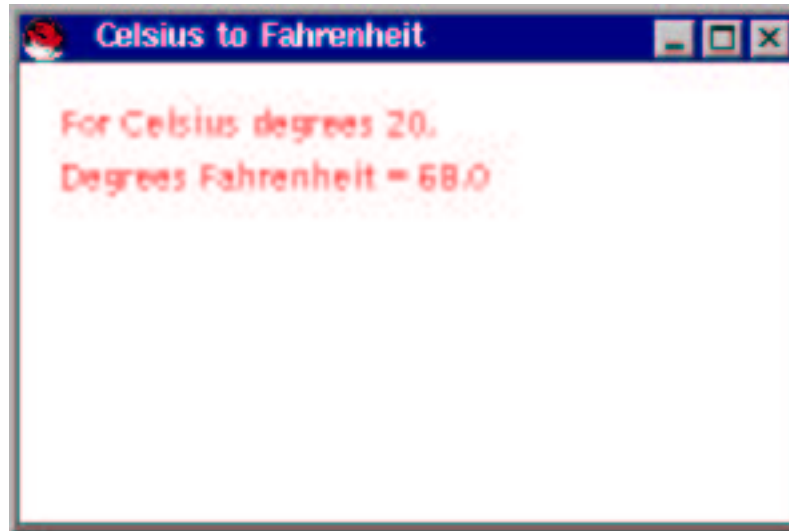 Celsius to Fahrenheit
For Celsius degrees 20,
Degrees Fahrenheit = 68.0